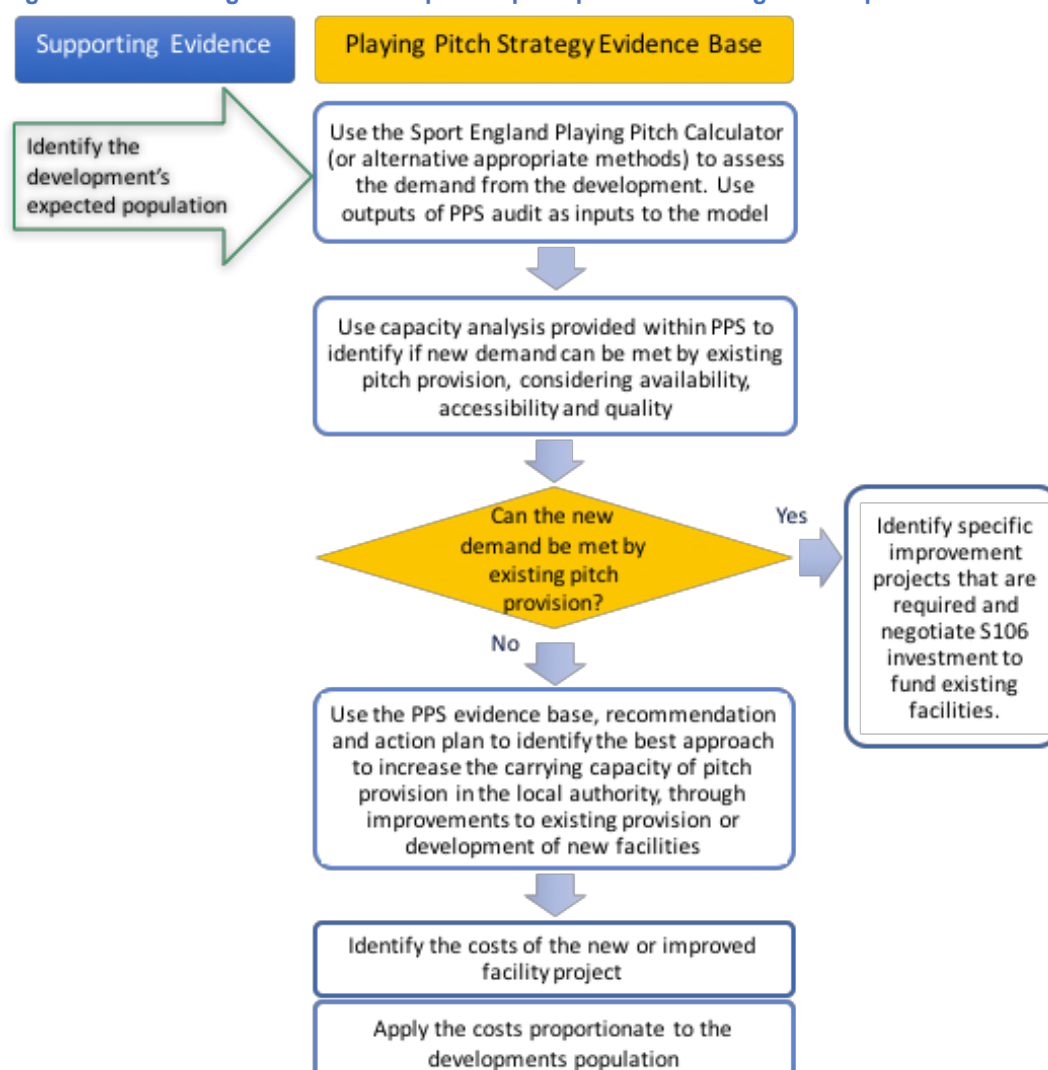 Supporting Evidence
Playing Pitch Strategy Evidence Base
Identify the
development's
expected population
Use the Sport England Playing Pitch Calculator
(or alternative appropriate methods) to assess
the demand from the development. Use
outputs of PPS audit as inputs to the model
Use capacity analysis provided within PPS to
identify if new demand can be met by existing
pitch provision, considering availability,
accessibility and quality
Can the new
demand be met by
existing pitch
provision?
Yes
Identify specific
improvement
projects that are
required and
negotiate S106
investment to
fund existing
facilities.
No
Use the PPS evidence base, recommendation
and action plan to identify the best approach
to increase the carrying capacity of pitch
provision in the local authority, through
improvements to existing provision or
development of new facilities
Identify the costs of the new or improved
facility project
Apply the costs proportionate to the
developments population